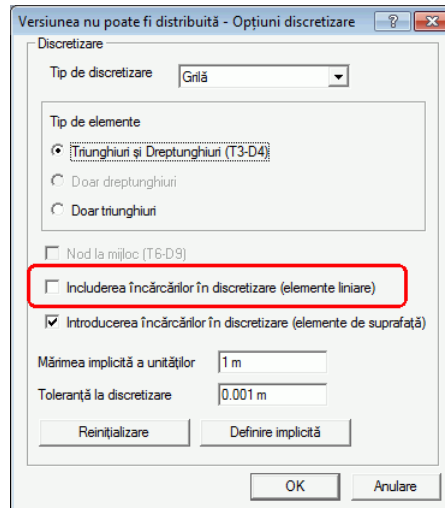 Versiunea nu poate fi distribuită - Opțiuni discretizare
Discretizare
Tip de discretizare Grilă
Tip de elemente
Triunghiuri și Dreptunghiuri (T3-D4)
Doar dreptunghiuri
Doar triunghiuri
Nod la mijloc (T6-D9)
Includerea încărcărilor în discretizare (elemente liniare)
Introducerea încărcărilor în discretizare (elemente de suprafață)
Mărimea implicită a unităților 1 m
Toleranță la discretizare 0.001 m
Reinițializare Definire implicită
OK Anulare